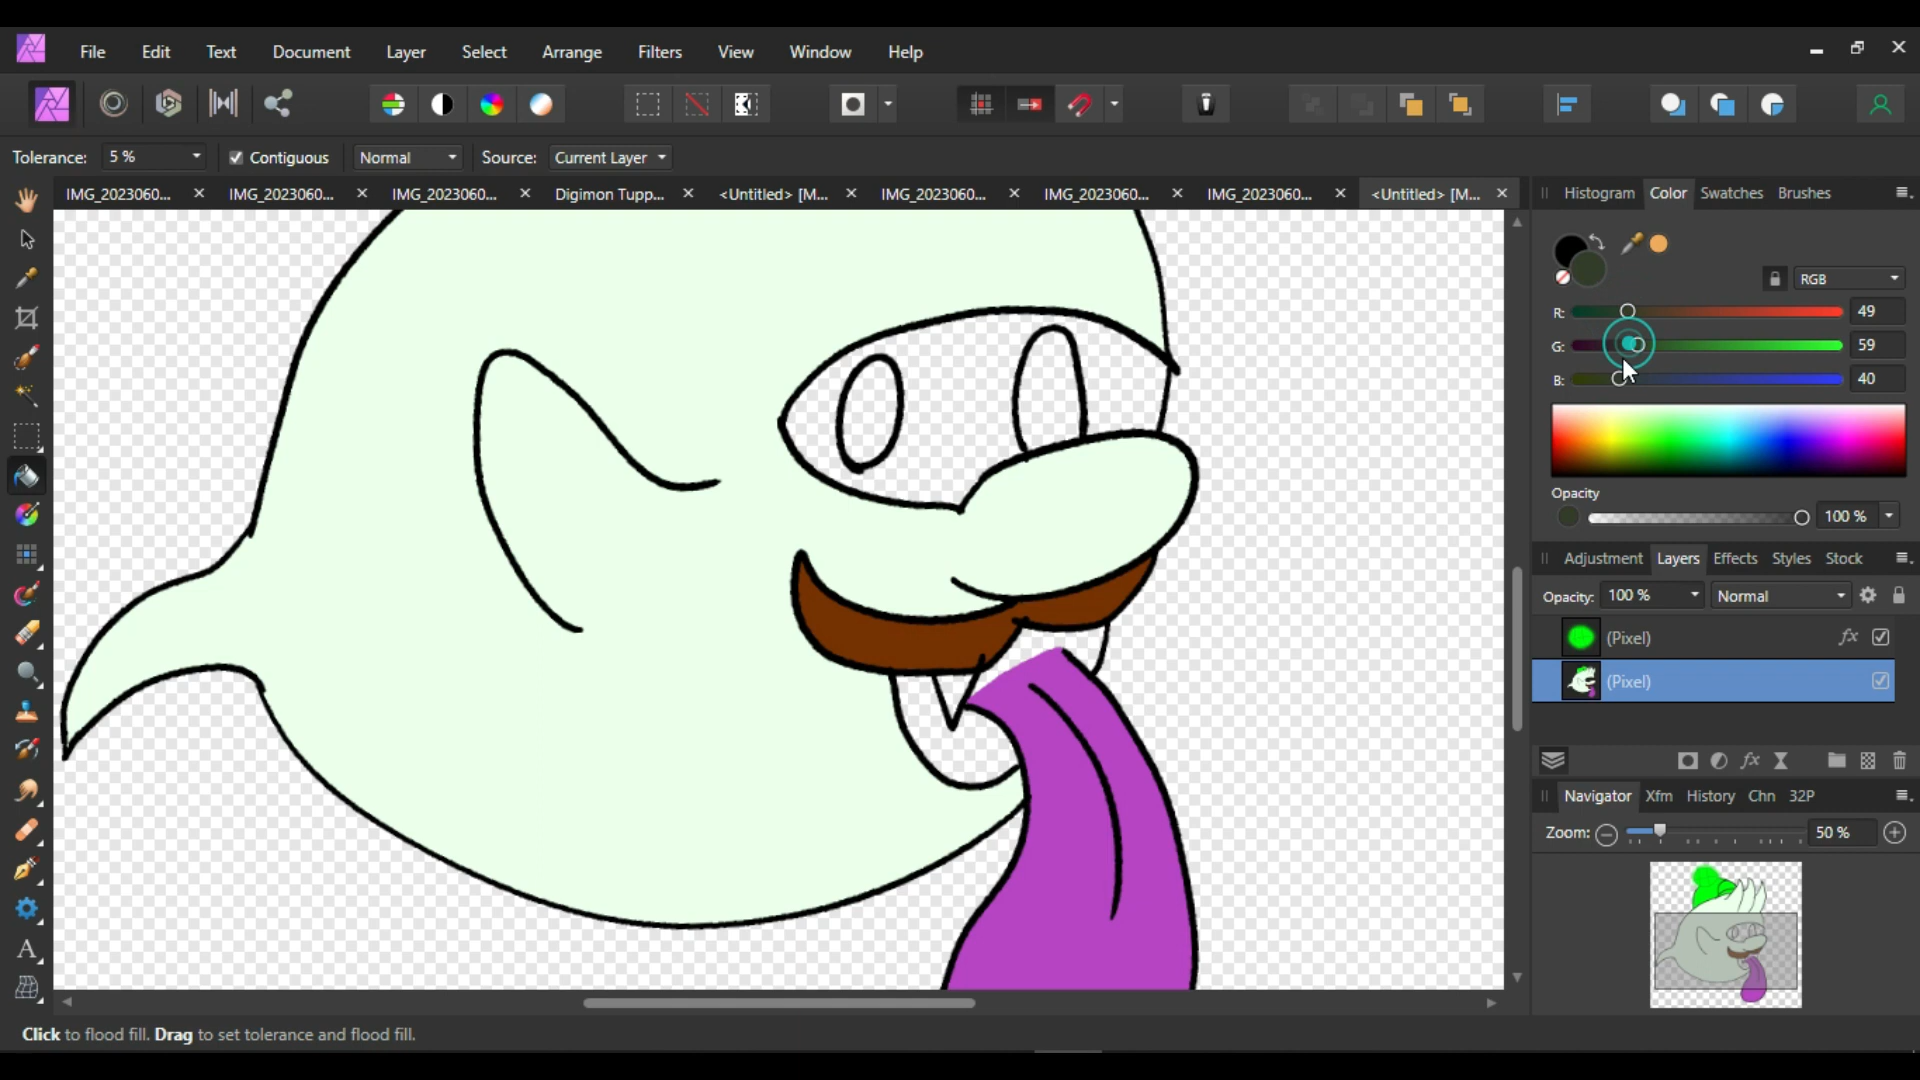 File Edit Text Document Layer Select Arrange Filters View Window Help
Tolerance: 5 % Contiguous Normal Source: Current Layer
IMG_2023060... IMG_2023060... IMG_2023060... Digimon Tupp... <Untitled> [M... IMG_2023060... IMG_2023060... IMG_2023060... <Untitled> [M...
Histogram Color Swatches Brushes
RGB
R: 49
G: 59
B: 40
Opacity
100 %
Adjustment Layers Effects Styles Stock
Opacity: 100 % Normal
(Pixel) fx
(Pixel)
fx
Navigator Xfm History Chn 32P
Zoom: 50 %
A
Click to flood fill. Drag to set tolerance and flood fill.